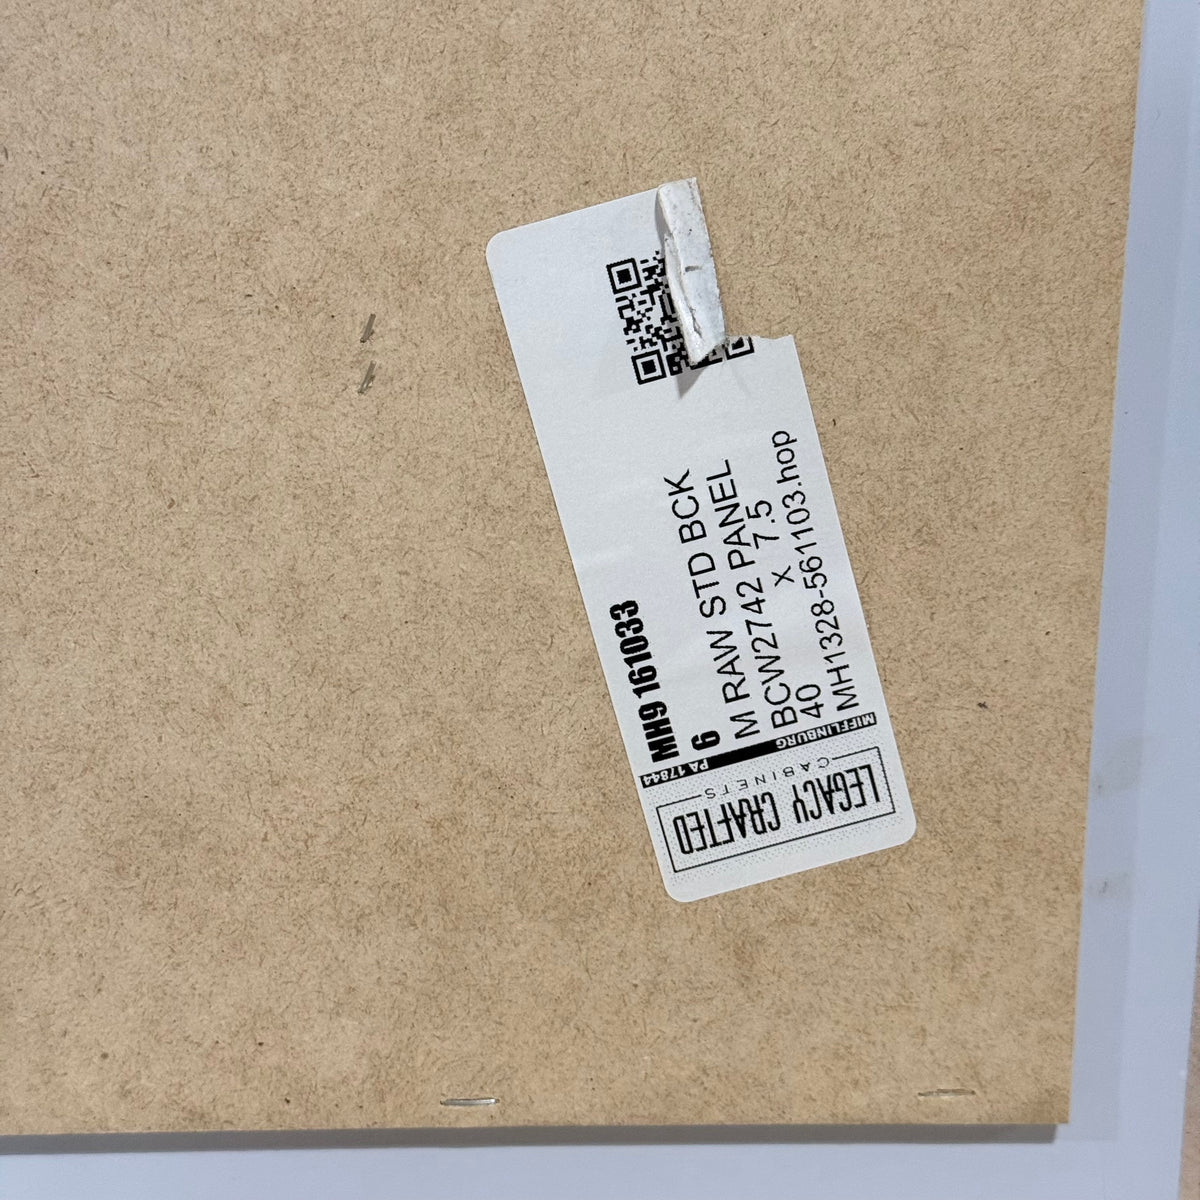 MH9 161033
6
M RAW STD BCK
BCW2742 PANEL
40 X 7.5
MH1328-561103.hop
MIFFLINBURG PA 17844
LEGACY CRAFTED
CABINETS